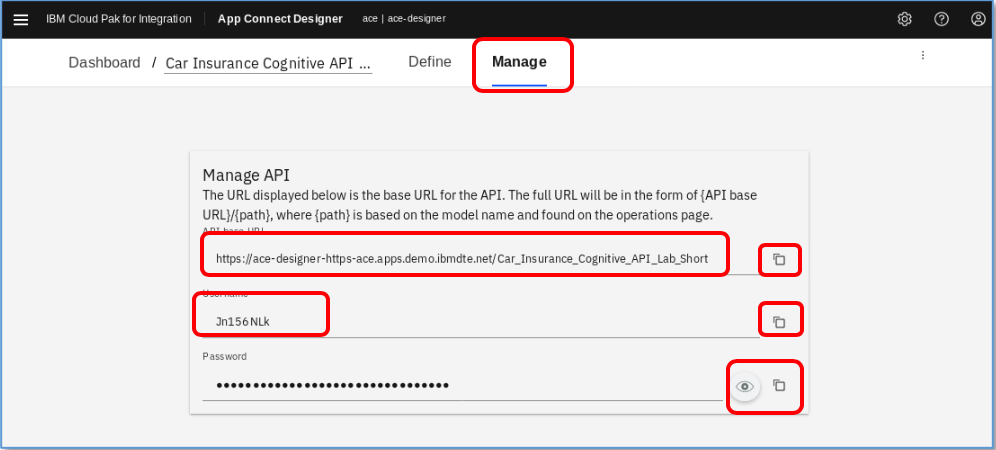 IBM Cloud Pak for Integration App Connect Designer ace | ace-designer
Dashboard / Car Insurance Cognitive API ... Define Manage
Manage API
The URL displayed below is the base URL for the API. The full URL will be in the form of {API base
URL}/{path}, where {path} is based on the model name and found on the operations page.
API base URL
https://ace-designer-https-ace.apps.demo.ibmdte.net/Car_Insurance_Cognitive_API_Lab_Short
Username
Jn156NLk
Password
••••••••••••••••••••••••••••••••